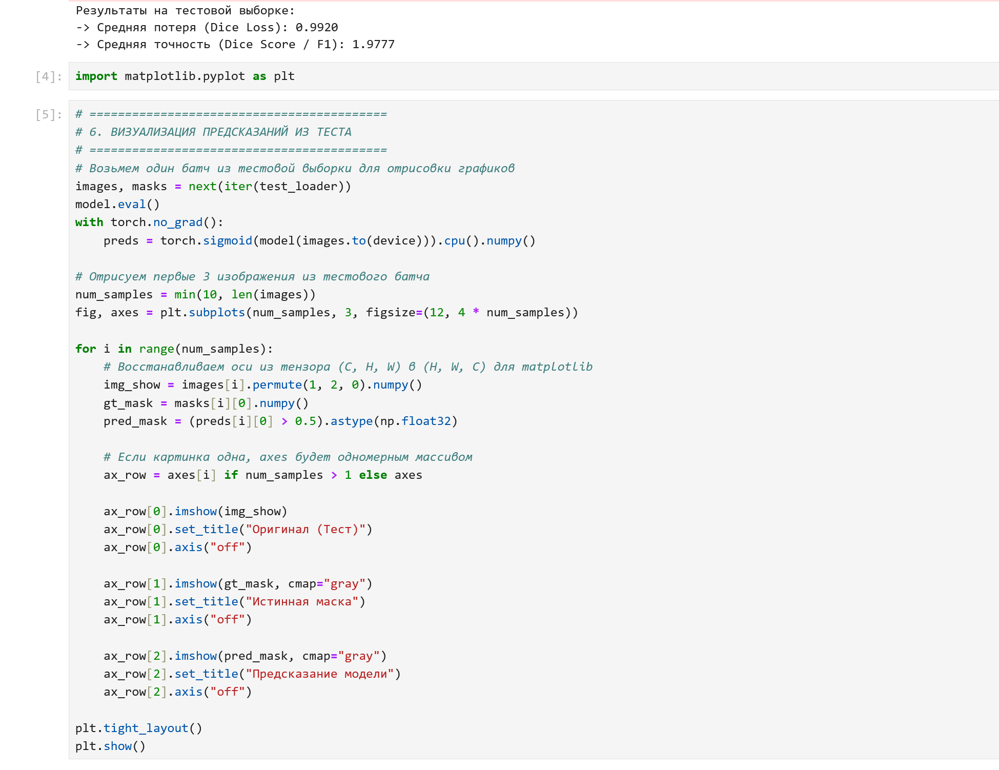 Результаты на тестовой выборке:
-> Средняя потеря (Dice Loss): 0.9920
-> Средняя точность (Dice Score / F1): 1.9777
[4]: import matplotlib.pyplot as plt
[5]: # ==========================================
# 6. ВИЗУАЛИЗАЦИЯ ПРЕДСКАЗАНИЙ ИЗ ТЕСТА
# ==========================================
# Возьмем один батч из тестовой выборки для отрисовки графиков
images, masks = next(iter(test_loader))
model.eval()
with torch.no_grad():
    preds = torch.sigmoid(model(images.to(device))).cpu().numpy()

# Отрисуем первые 3 изображения из тестового батча
num_samples = min(10, len(images))
fig, axes = plt.subplots(num_samples, 3, figsize=(12, 4 * num_samples))

for i in range(num_samples):
    # Восстанавливаем оси из тензора (C, H, W) в (H, W, C) для matplotlib
    img_show = images[i].permute(1, 2, 0).numpy()
    gt_mask = masks[i][0].numpy()
    pred_mask = (preds[i][0] > 0.5).astype(np.float32)

    # Если картинка одна, axes будет одномерным массивом
    ax_row = axes[i] if num_samples > 1 else axes

    ax_row[0].imshow(img_show)
    ax_row[0].set_title("Оригинал (Тест)")
    ax_row[0].axis("off")

    ax_row[1].imshow(gt_mask, cmap="gray")
    ax_row[1].set_title("Истинная маска")
    ax_row[1].axis("off")

    ax_row[2].imshow(pred_mask, cmap="gray")
    ax_row[2].set_title("Предсказание модели")
    ax_row[2].axis("off")

plt.tight_layout()
plt.show()